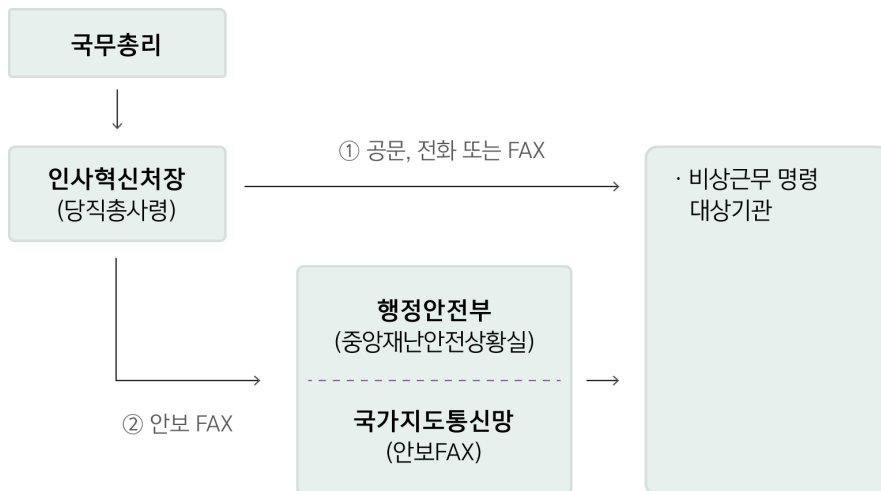 국무총리
인사혁신처장
(당직총사령)
① 공문, 전화 또는 FAX
· 비상근무 명령
대상기관
행정안전부
(중앙재난안전상황실)
② 안보 FAX
국가지도통신망
(안보FAX)